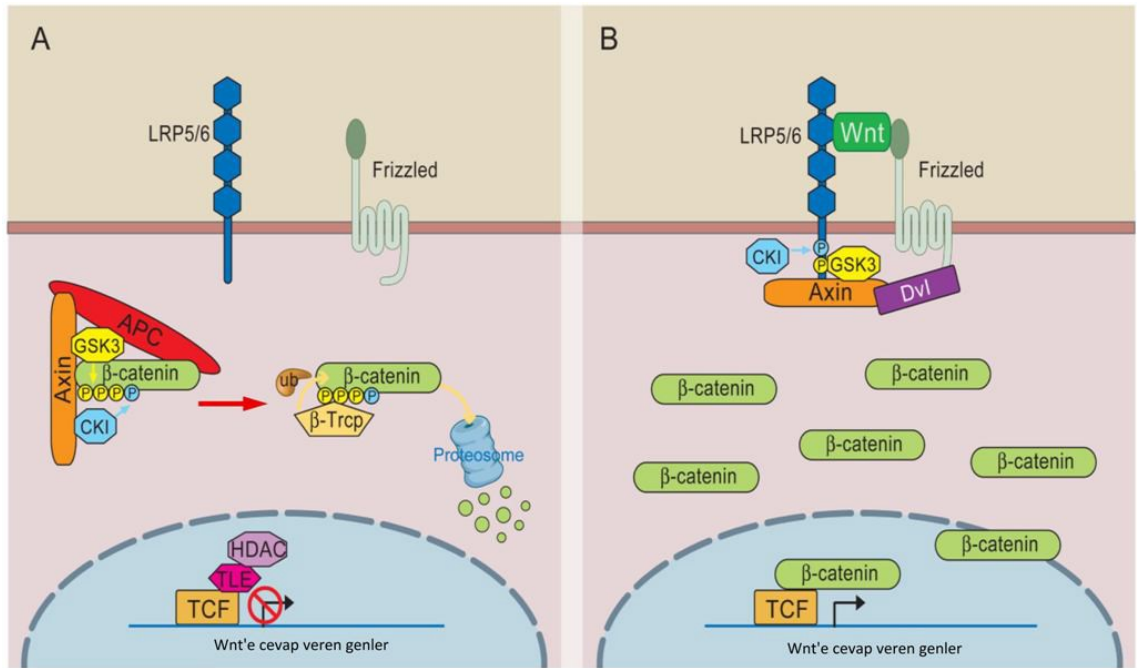 A
LRP5/6
Frizzled
APC
Axin
GSK3
β-catenin
P P P P
CKI
ub
β-catenin
P P P P
β-Trcp
Proteosome
HDAC
TLE
TCF
Wnt'e cevap veren genler
B
LRP5/6
Wnt
Frizzled
CKI
P
P
GSK3
Axin
Dvl
β-catenin
β-catenin
β-catenin
β-catenin
β-catenin
β-catenin
β-catenin
TCF
Wnt'e cevap veren genler